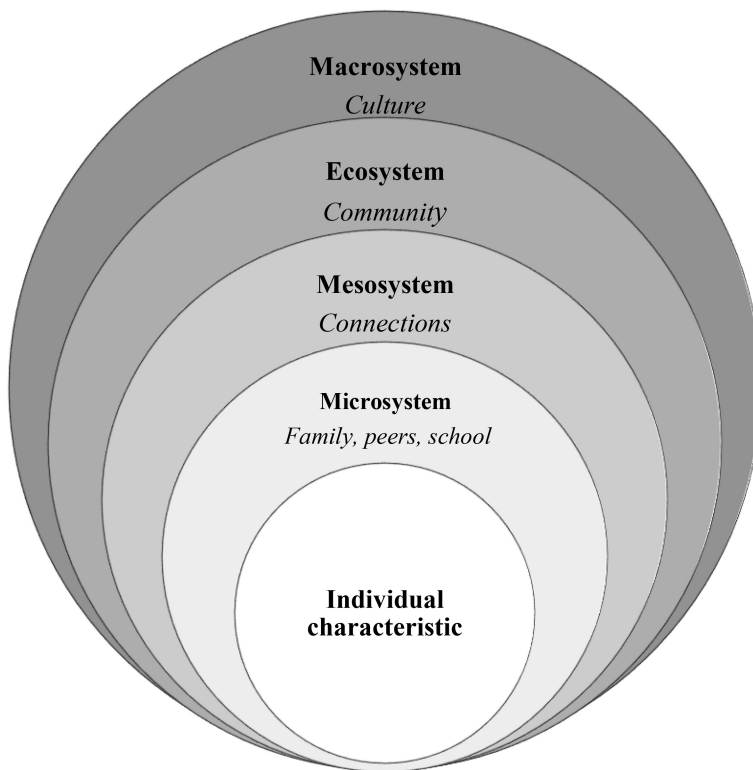 Macrosystem
Culture
Ecosystem
Community
Mesosystem
Connections
Microsystem
Family, peers, school
Individual
characteristic